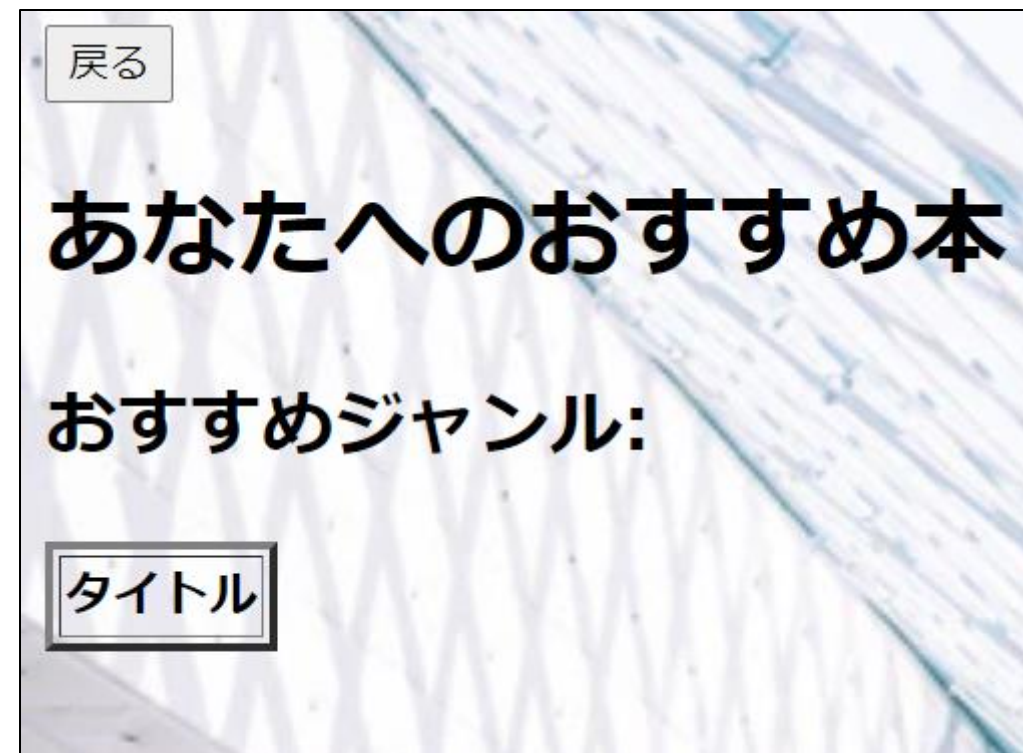 戻る
あなたへのおすすめ本
おすすめジャンル:
タイトル